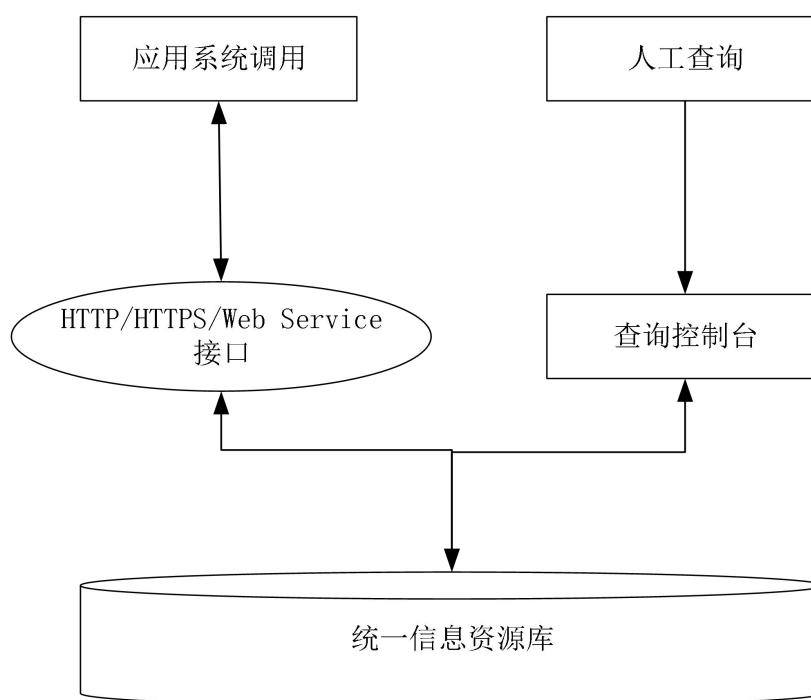 应用系统调用
人工查询
HTTP/HTTPS/Web Service
接口
查询控制台
统一信息资源库